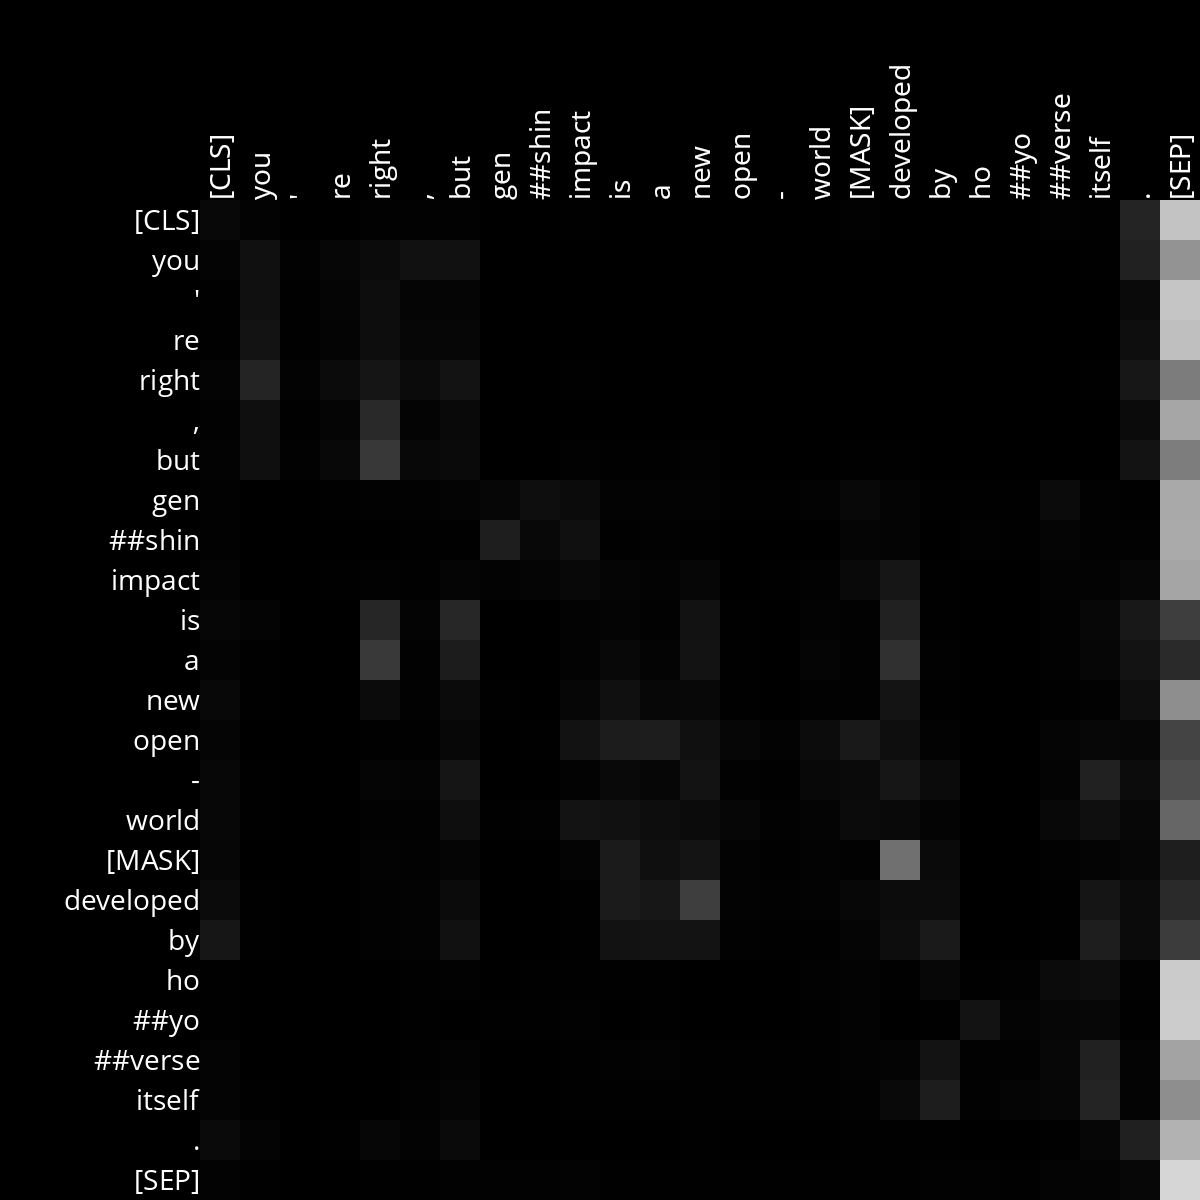 [CLS] you ' re right , but gen ##shin impact is a new open - world [MASK] developed by ho ##yo ##verse itself . [SEP]
[CLS]
you
'
re
right
,
but
gen
##shin
impact
is
a
new
open
-
world
[MASK]
developed
by
ho
##yo
##verse
itself
.
[SEP]